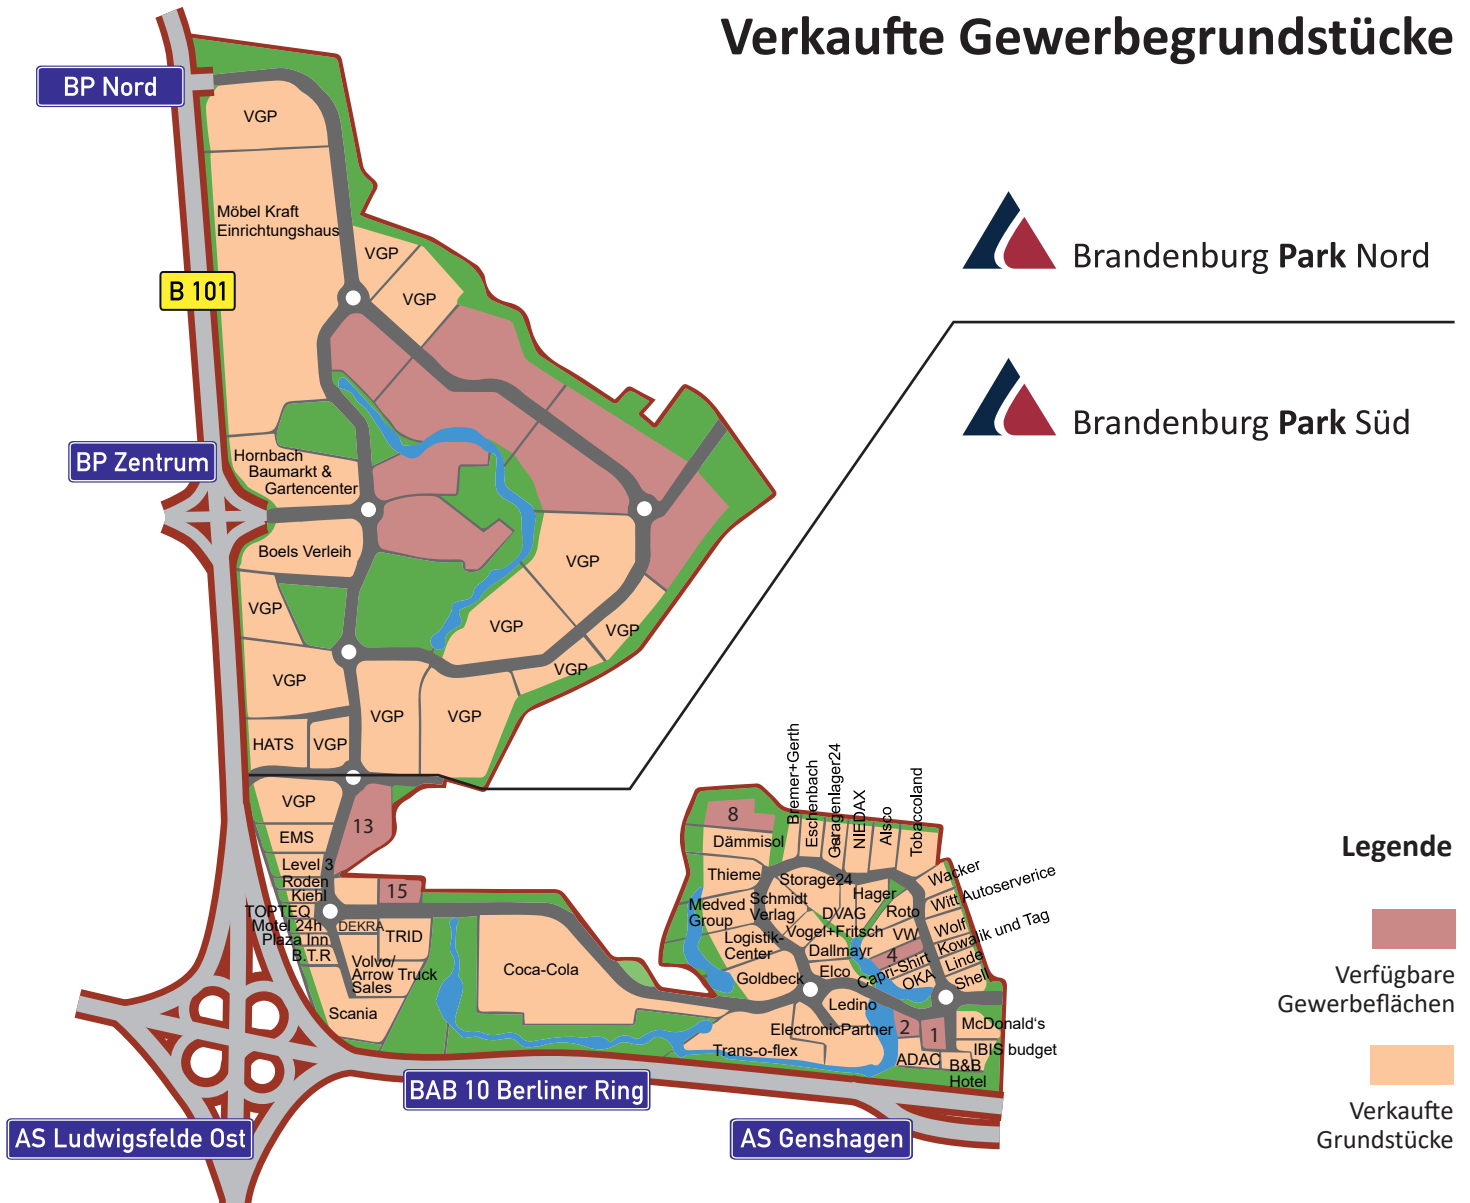 Verkaufte Gewerbegrundstücke
BP Nord
VGP
Möbel Kraft
Einrichtungshaus
VGP
VGP
B 101
Brandenburg Park Nord
Brandenburg Park Süd
BP Zentrum
Hornbach
Baumarkt &
Gartencenter
Boels Verleih
VGP
VGP
VGP
VGP
VGP
VGP
VGP
VGP
VGP
HATS
VGP
VGP
13
EMS
Level 3
Roden
Kiehl
15
TOPTEQ
Motel 24h
DEKRA
Plaza Inn
TRID
B.T.R
Volvo/
Arrow Truck
Sales
Scania
Coca-Cola
Bremer+Gerth
Eschenbach
Garagenlager24
NIEDAX
Alsco
Tobaccoland
8
Dämmisol
Thieme
Storage24
Hager
Wacker
Witt Autoserverice
Medved
Group
Schmidt
Verlag
DVAG
Roto
Wolf
Kowalik und Tag
Logistik-
Center
Vogel+Fritsch
VW
Dallmayr
4
Linde
Goldbeck
Elco
Capri-Shirt
OKA
Shell
Ledino
ElectronicPartner
2
1
McDonald's
Trans-o-flex
IBIS budget
ADAC
B&B
Hotel
BAB 10 Berliner Ring
AS Ludwigsfelde Ost
AS Genshagen
Legende
Verfügbare
Gewerbeflächen
Verkaufte
Grundstücke